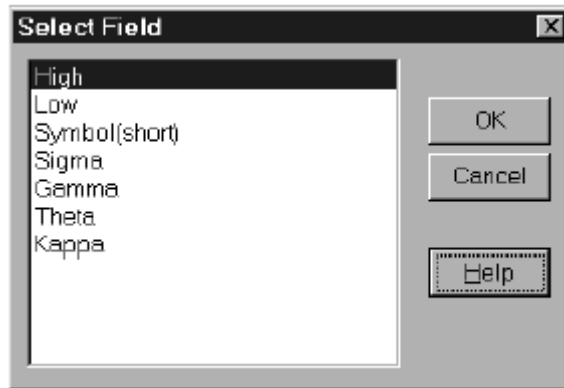 Select Field
High
Low
Symbol(short)
Sigma
Gamma
Theta
Kappa
OK
Cancel
Help